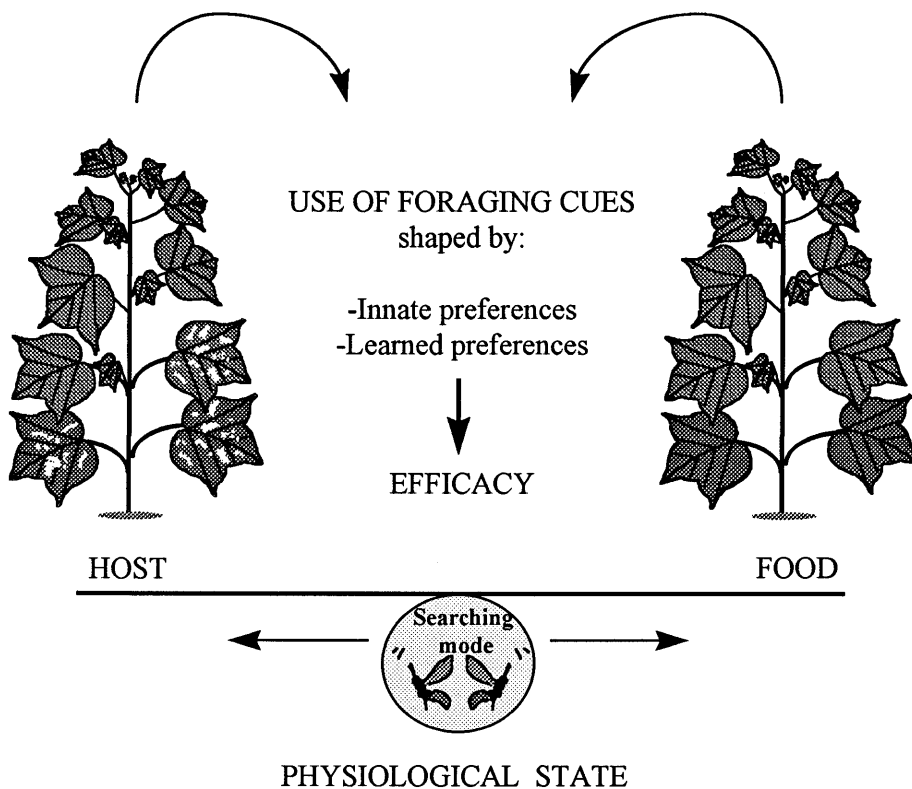 USE OF FORAGING CUES
shaped by:
-Innate preferences
-Learned preferences
EFFICACY
HOST
FOOD
Searching
mode
PHYSIOLOGICAL STATE